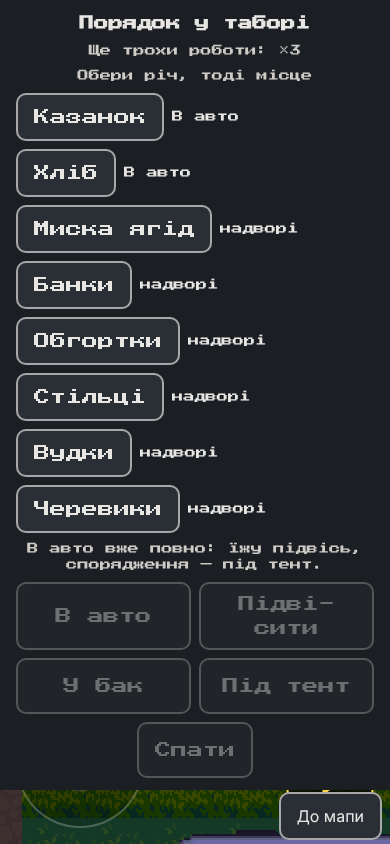 Порядок у таборі
Ще трохи роботи: ×3
Обери річ, тоді місце
Казанок В авто
Хліб В авто
Миска ягід надворі
Банки надворі
Обгортки надворі
Стільці надворі
Вудки надворі
Черевики надворі
В авто вже повно: їжу підвісь,
спорядження — під тент.
В авто
Підві-
сити
У бак
Під тент
Спати
До мапи